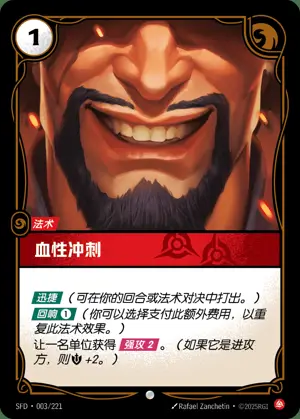 1
法术
血性冲刺
迅捷（可在你的回合或法术对决中打出。）
回响 1（你可以选择支付此额外费用，以重
复此法术效果。）
让一名单位获得 强攻 2。（如果它是进攻
方，则 +2。）
SFD • 003/221
Rafael Zanchetin
©2025RGI